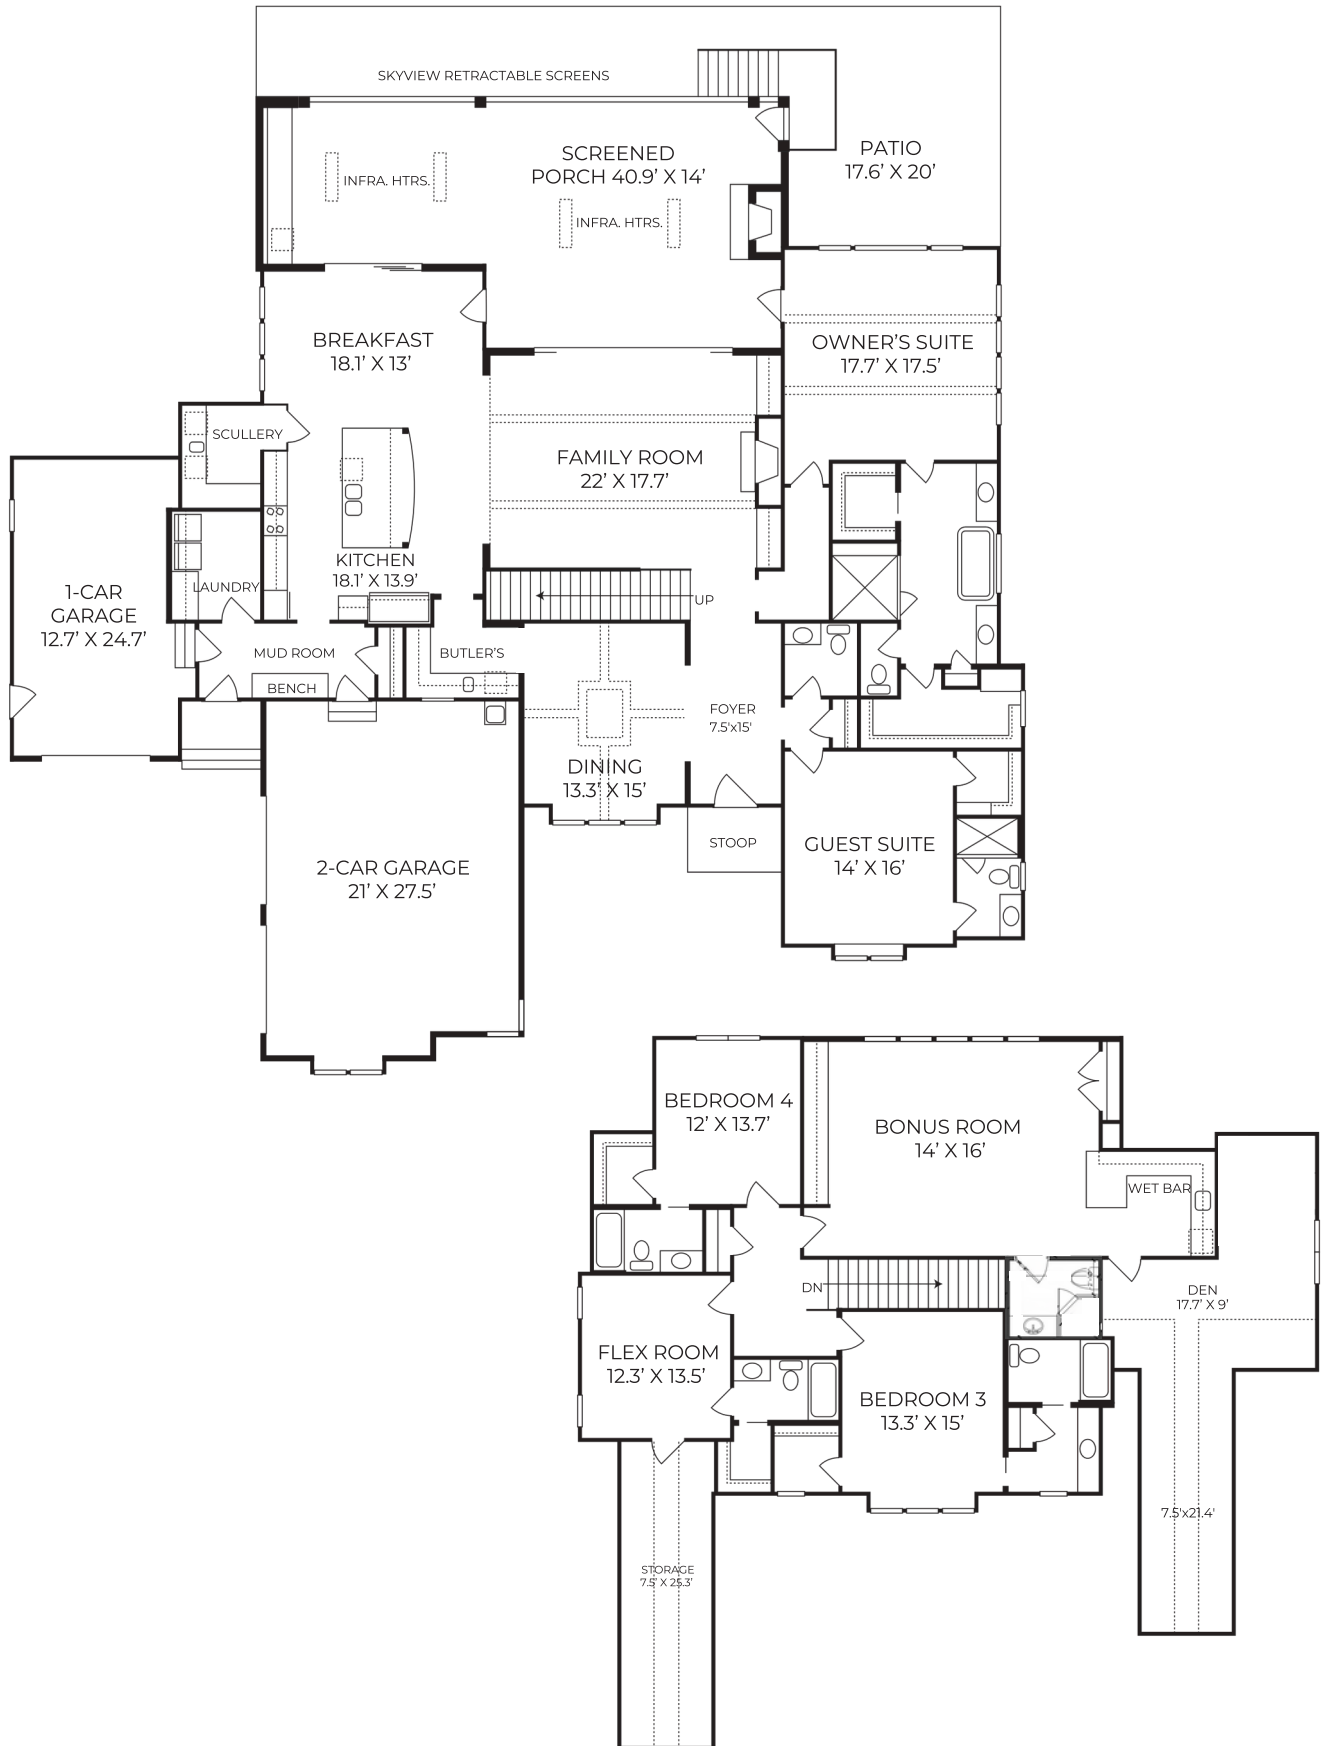 SKYVIEW RETRACTABLE SCREENS
SCREENED
PORCH 40.9' X 14'
PATIO
17.6' X 20'
INFRA. HTRS.
INFRA. HTRS.
BREAKFAST
18.1' X 13'
OWNER'S SUITE
17.7' X 17.5'
SCULLERY
FAMILY ROOM
22' X 17.7'
KITCHEN
18.1' X 13.9'
LAUNDRY
1-CAR
GARAGE
12.7' X 24.7'
UP
MUD ROOM
BENCH
BUTLER'S
FOYER
7.5'x15'
DINING
13.3' X 15'
STOOP
GUEST SUITE
14' X 16'
2-CAR GARAGE
21' X 27.5'
BEDROOM 4
12' X 13.7'
BONUS ROOM
14' X 16'
WET BAR
DN
DEN
17.7' X 9'
FLEX ROOM
12.3' X 13.5'
BEDROOM 3
13.3' X 15'
7.5'x21.4'
STORAGE
7.5' X 25.3'